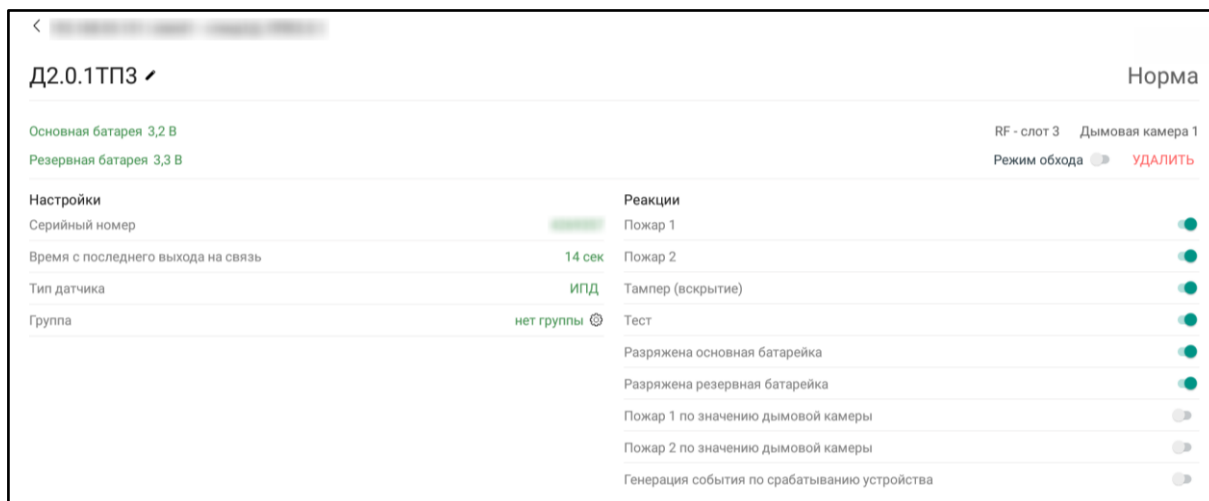 Д2.0.1ТП3
Норма
Основная батарея 3,2 В
RF - слот 3 Дымовая камера 1
Резервная батарея 3,3 В
Режим обхода УДАЛИТЬ
Настройки
Серийный номер
Время с последнего выхода на связь 14 сек
Тип датчика ИПД
Группа нет группы
Реакции
Пожар 1
Пожар 2
Тампер (вскрытие)
Тест
Разряжена основная батарейка
Разряжена резервная батарейка
Пожар 1 по значению дымовой камеры
Пожар 2 по значению дымовой камеры
Генерация события по срабатыванию устройства